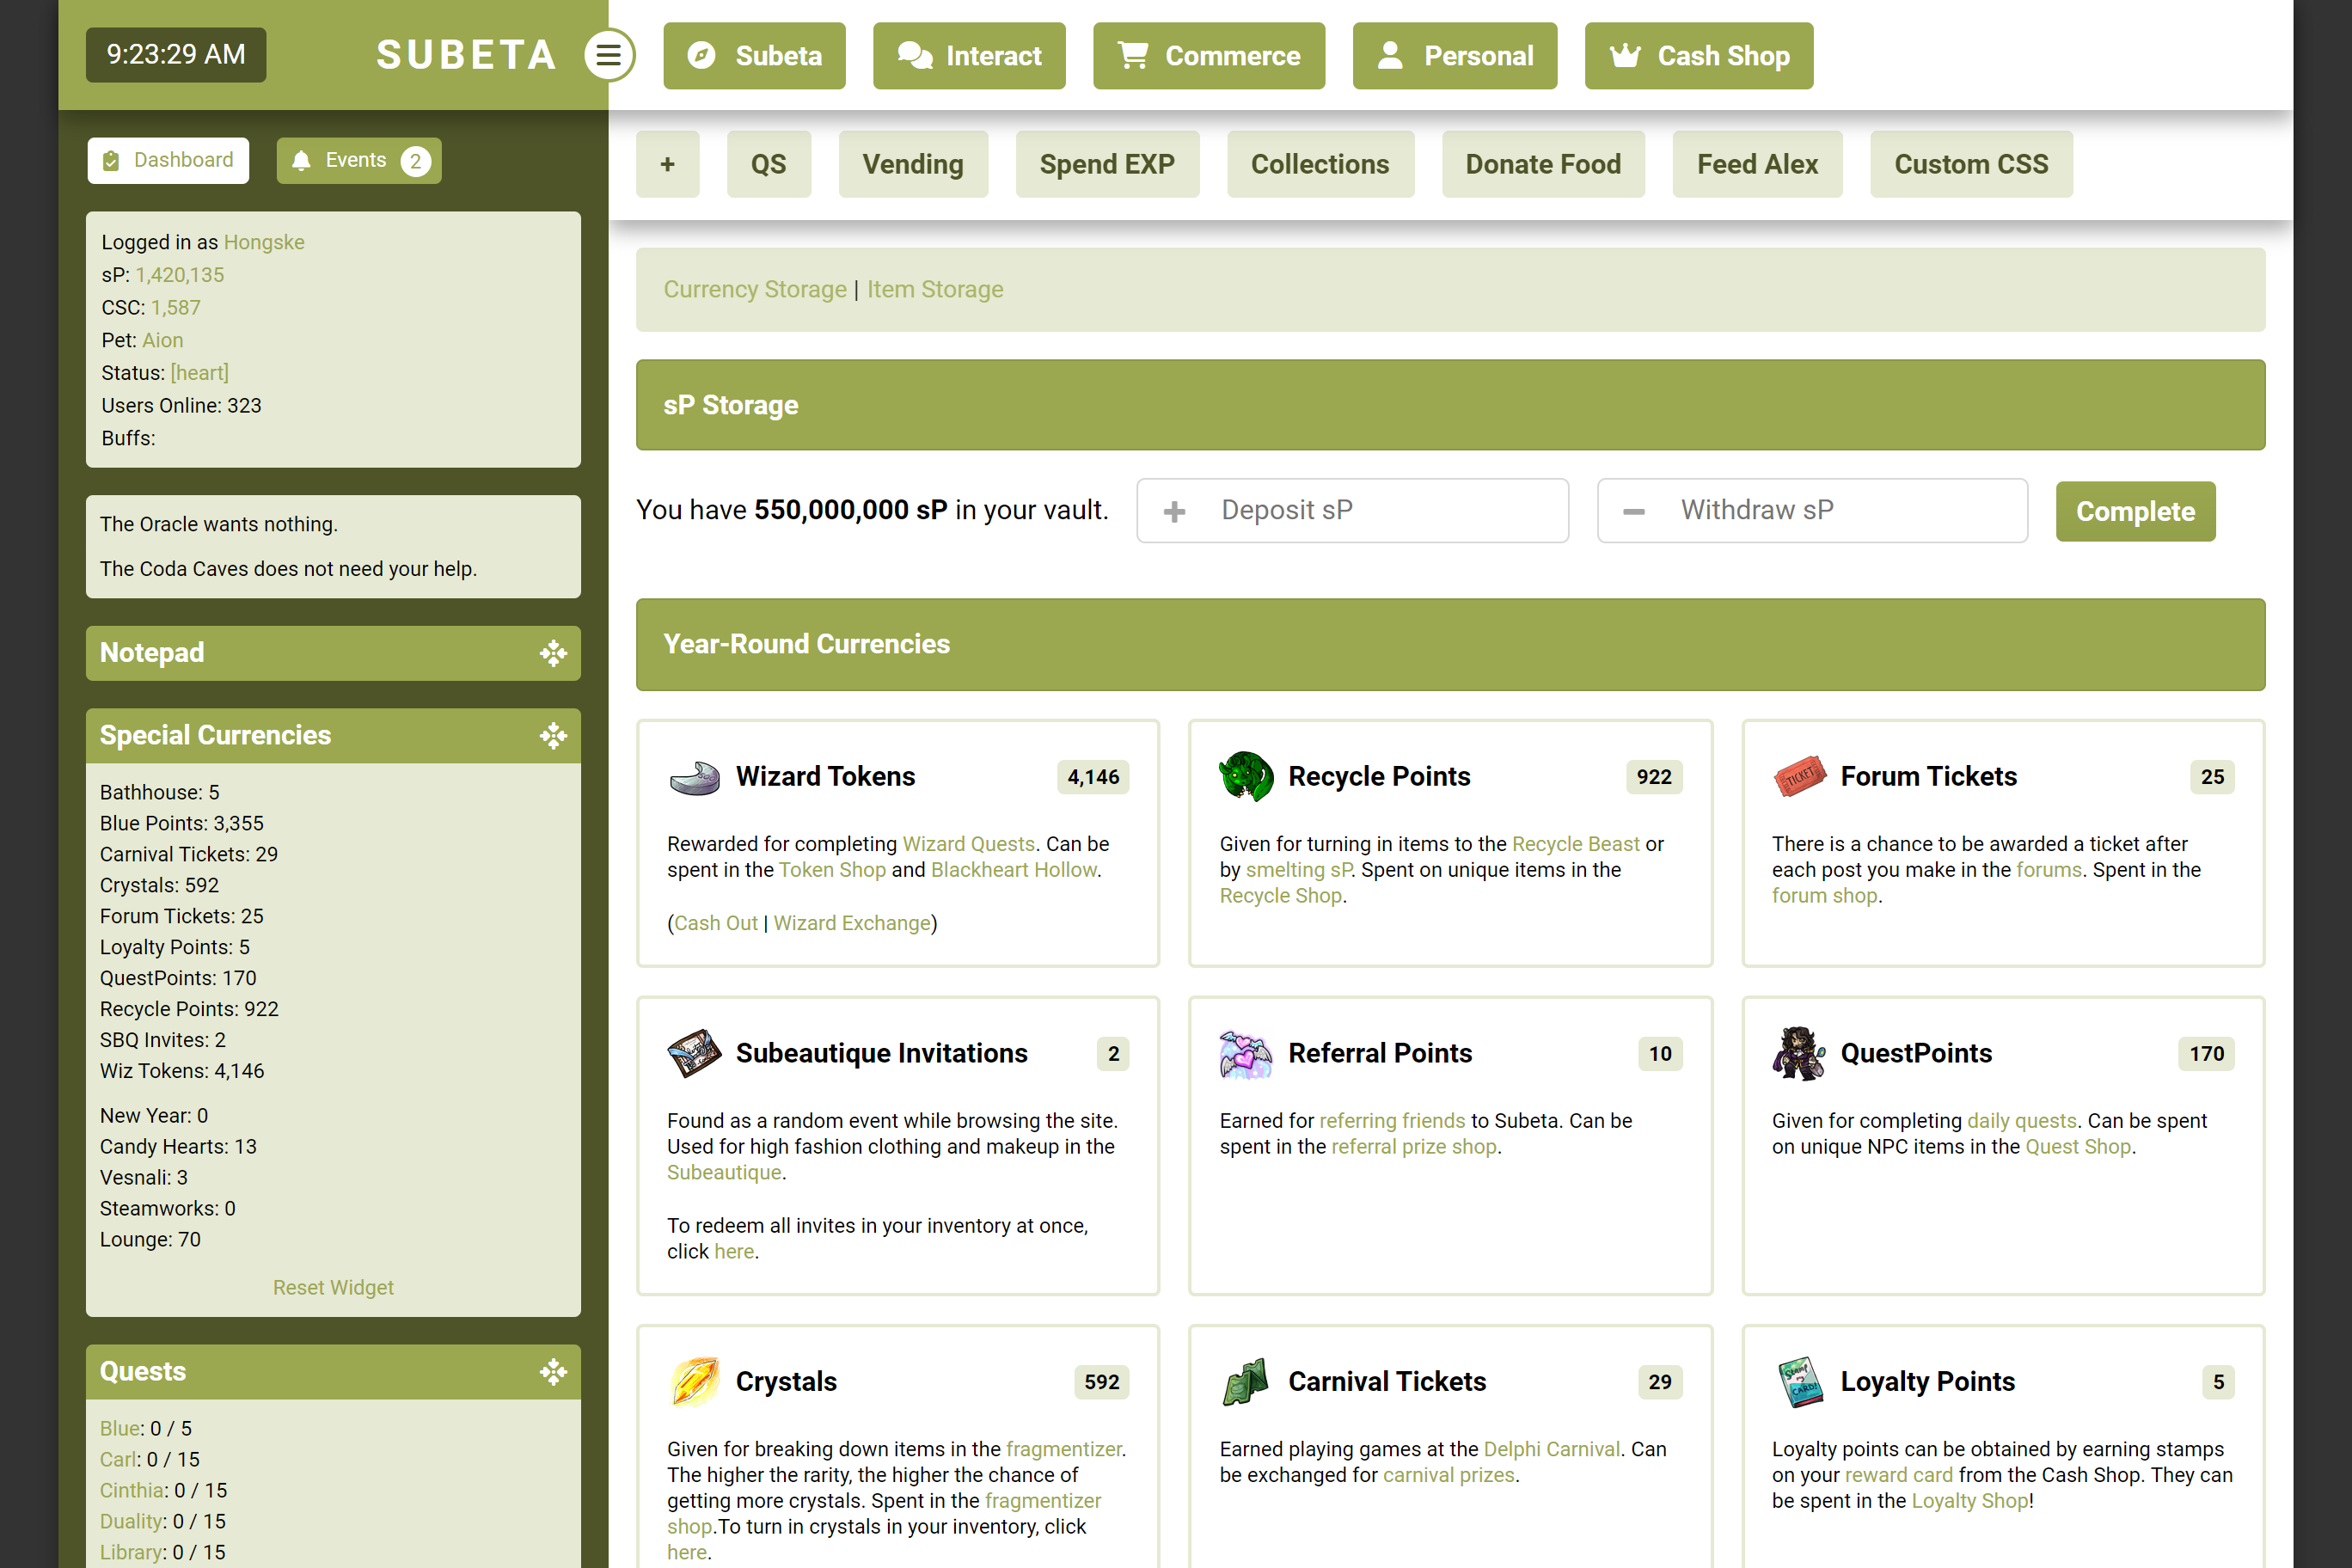 9:23:29 AM
SUBETA
Subeta
Interact
Commerce
Personal
Cash Shop
Dashboard
Events 2
+
QS
Vending
Spend EXP
Collections
Donate Food
Feed Alex
Custom CSS
Logged in as Hongske
sP: 1,420,135
CSC: 1,587
Pet: Aion
Status: [heart]
Users Online: 323
Buffs:
The Oracle wants nothing.
The Coda Caves does not need your help.
Notepad
Special Currencies
Bathhouse: 5
Blue Points: 3,355
Carnival Tickets: 29
Crystals: 592
Forum Tickets: 25
Loyalty Points: 5
QuestPoints: 170
Recycle Points: 922
SBQ Invites: 2
Wiz Tokens: 4,146
New Year: 0
Candy Hearts: 13
Vesnali: 3
Steamworks: 0
Lounge: 70
Reset Widget
Quests
Blue: 0 / 5
Carl: 0 / 15
Cinthia: 0 / 15
Duality: 0 / 15
Library: 0 / 15
Currency Storage | Item Storage
sP Storage
You have 550,000,000 sP in your vault.
Deposit sP
Withdraw sP
Complete
Year-Round Currencies
Wizard Tokens 4,146
Rewarded for completing Wizard Quests. Can be
spent in the Token Shop and Blackheart Hollow.
(Cash Out | Wizard Exchange)
Recycle Points 922
Given for turning in items to the Recycle Beast or
by smelting sP. Spent on unique items in the
Recycle Shop.
TICKET
Forum Tickets 25
There is a chance to be awarded a ticket after
each post you make in the forums. Spent in the
forum shop.
Subeautique Invitations 2
Found as a random event while browsing the site.
Used for high fashion clothing and makeup in the
Subeautique.
To redeem all invites in your inventory at once,
click here.
Referral Points 10
Earned for referring friends to Subeta. Can be
spent in the referral prize shop.
QuestPoints 170
Given for completing daily quests. Can be spent
on unique NPC items in the Quest Shop.
Crystals 592
Given for breaking down items in the fragmentizer.
The higher the rarity, the higher the chance of
getting more crystals. Spent in the fragmentizer
shop.To turn in crystals in your inventory, click
here.
Carnival Tickets 29
Earned playing games at the Delphi Carnival. Can
be exchanged for carnival prizes.
Stamp
my
CARD!
Loyalty Points 5
Loyalty points can be obtained by earning stamps
on your reward card from the Cash Shop. They can
be spent in the Loyalty Shop!